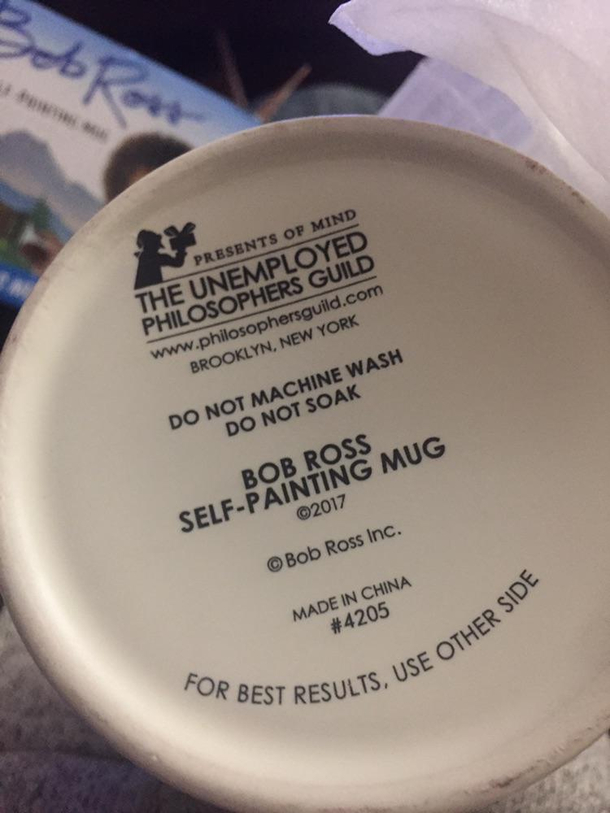 Bob Ross
PRESENTS OF MIND
THE UNEMPLOYED
PHILOSOPHERS GUILD
www.philosophersguild.com
BROOKLYN, NEW YORK
DO NOT MACHINE WASH
DO NOT SOAK
BOB ROSS
SELF-PAINTING MUG
©2017
© Bob Ross Inc.
MADE IN CHINA
#4205
FOR BEST RESULTS, USE OTHER SIDE